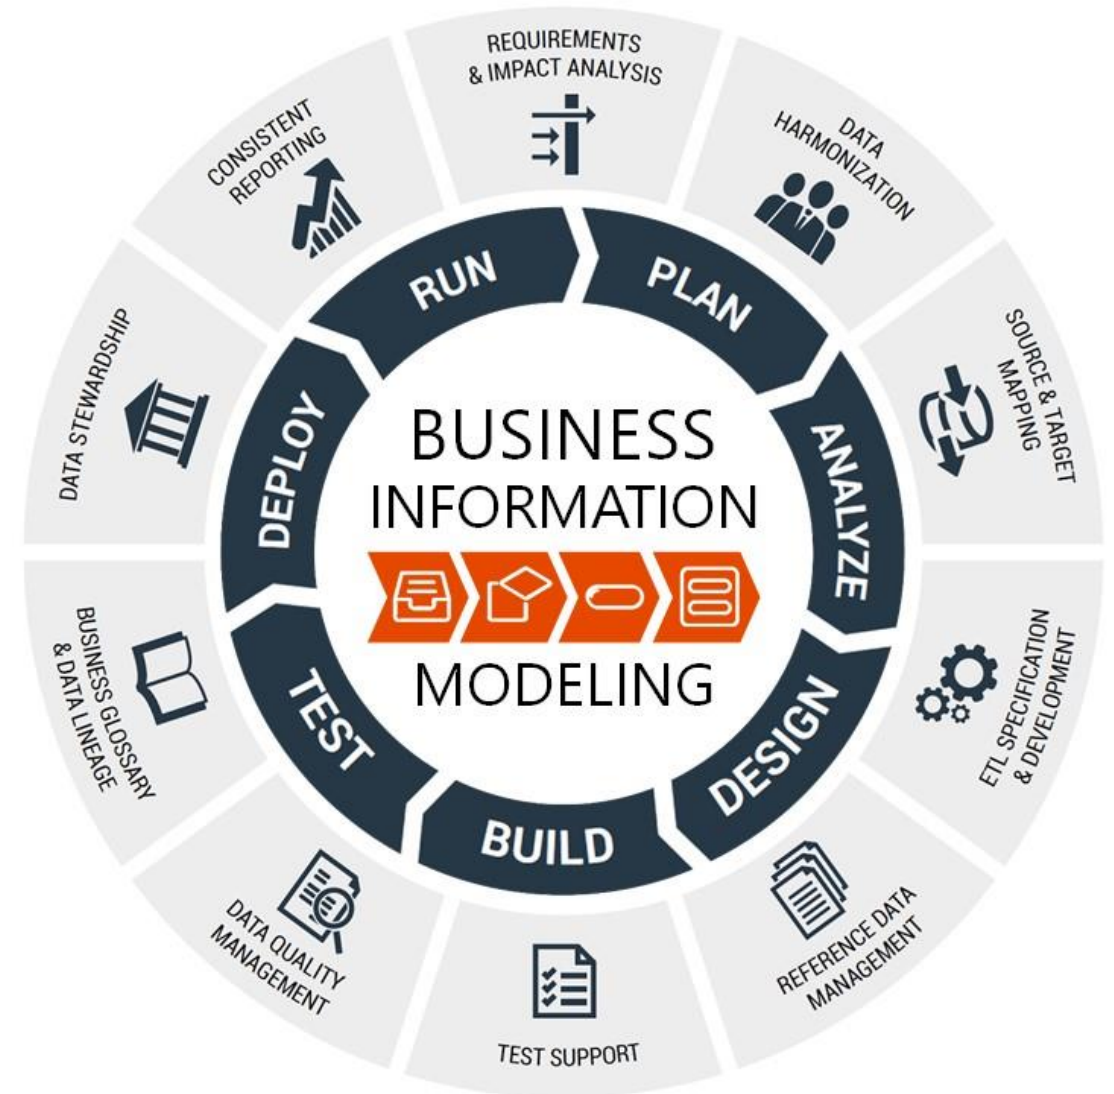 REQUIREMENTS
& IMPACT ANALYSIS
DATA
HARMONIZATION
SOURCE & TARGET
MAPPING
ETL SPECIFICATION
& DEVELOPMENT
REFERENCE DATA
MANAGEMENT
TEST SUPPORT
DATA QUALITY
MANAGEMENT
BUSINESS GLOSSARY
& DATA LINEAGE
DATA STEWARDSHIP
CONSISTENT
REPORTING
PLAN
ANALYZE
DESIGN
BUILD
TEST
DEPLOY
RUN
BUSINESS
INFORMATION
MODELING